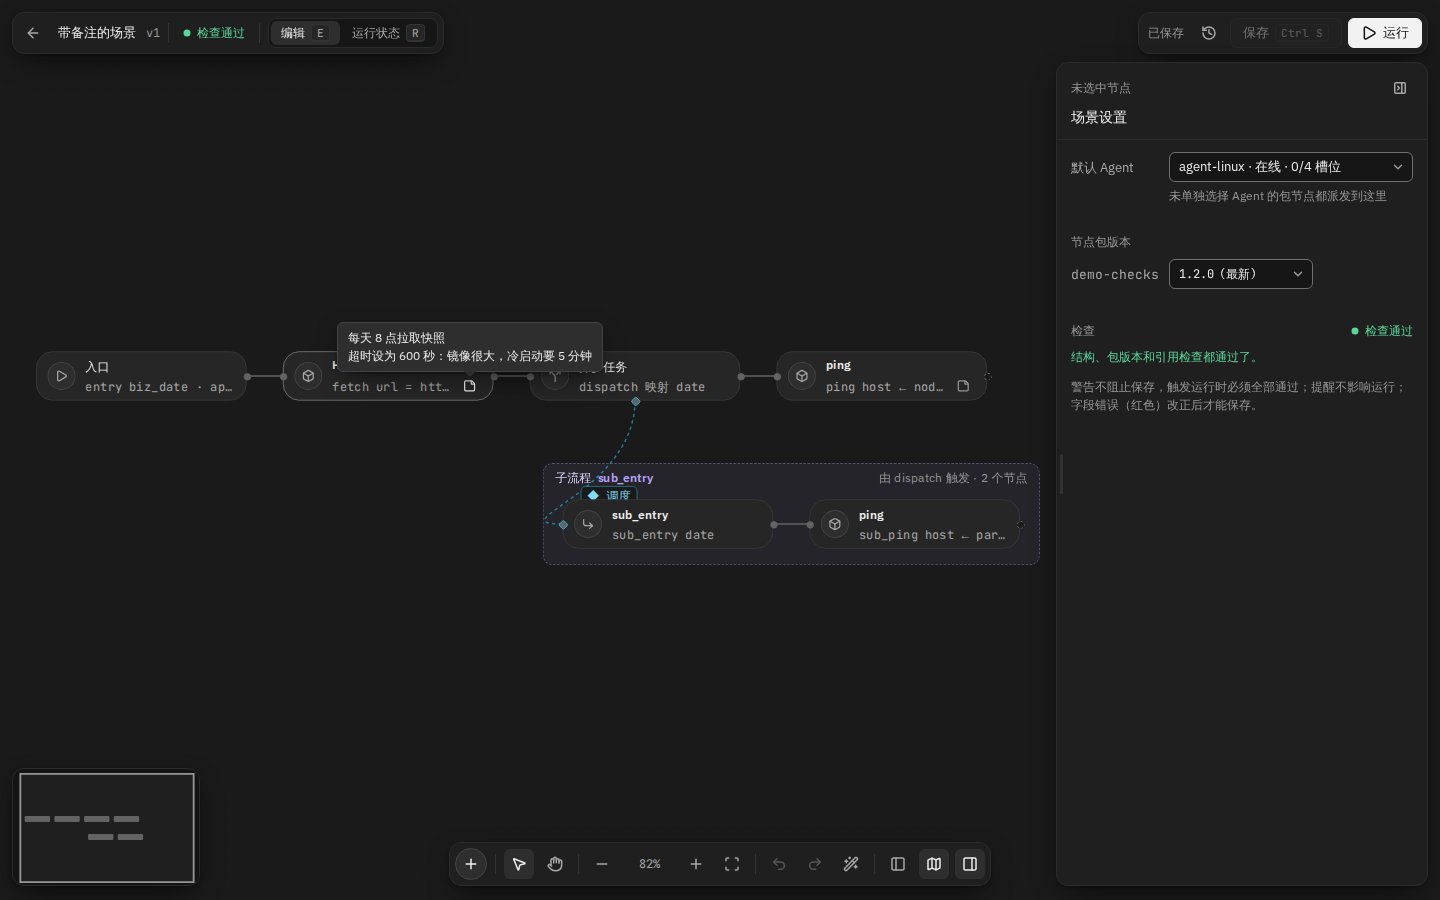 带备注的场景 v1 检查通过 编辑 E 运行状态 R
已保存 保存 Ctrl S 运行
未选中节点
场景设置
默认 Agent agent-linux · 在线 · 0/4 槽位
未单独选择 Agent 的包节点都派发到这里
节点包版本
demo-checks 1.2.0 (最新)
检查 检查通过
结构、包版本和引用检查都通过了。
警告不阻止保存，触发运行时必须全部通过；提醒不影响运行；
字段错误（红色）改正后才能保存。
每天 8 点拉取快照
超时设为 600 秒：镜像很大，冷启动要 5 分钟
入口
entry biz_date · ap…
fetch url = htt…
任务
dispatch 映射 date
ping
ping host ← nod…
子流程 sub_entry 由 dispatch 触发 · 2 个节点
调度
sub_entry
sub_entry date
ping
sub_ping host ← par…
82%